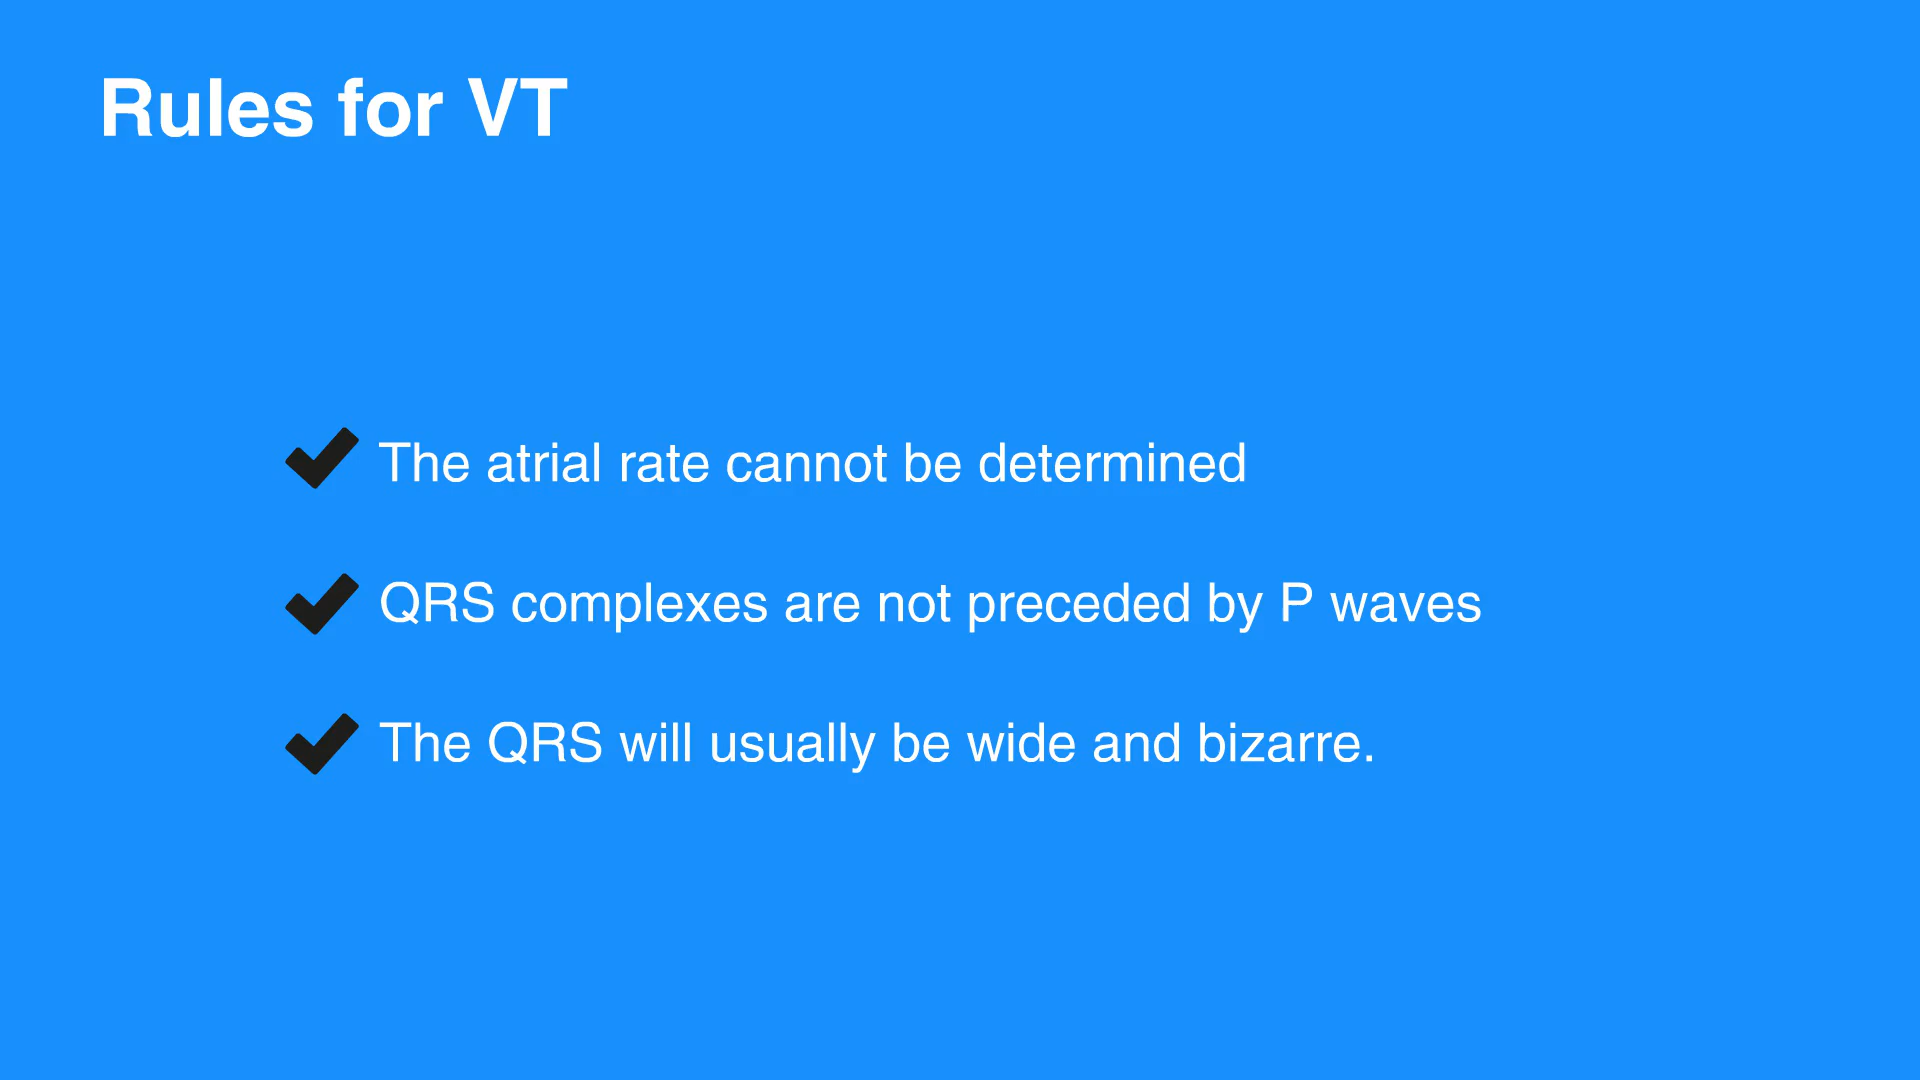 Rules for VT
The atrial rate cannot be determined
QRS complexes are not preceded by P waves
The QRS will usually be wide and bizarre.